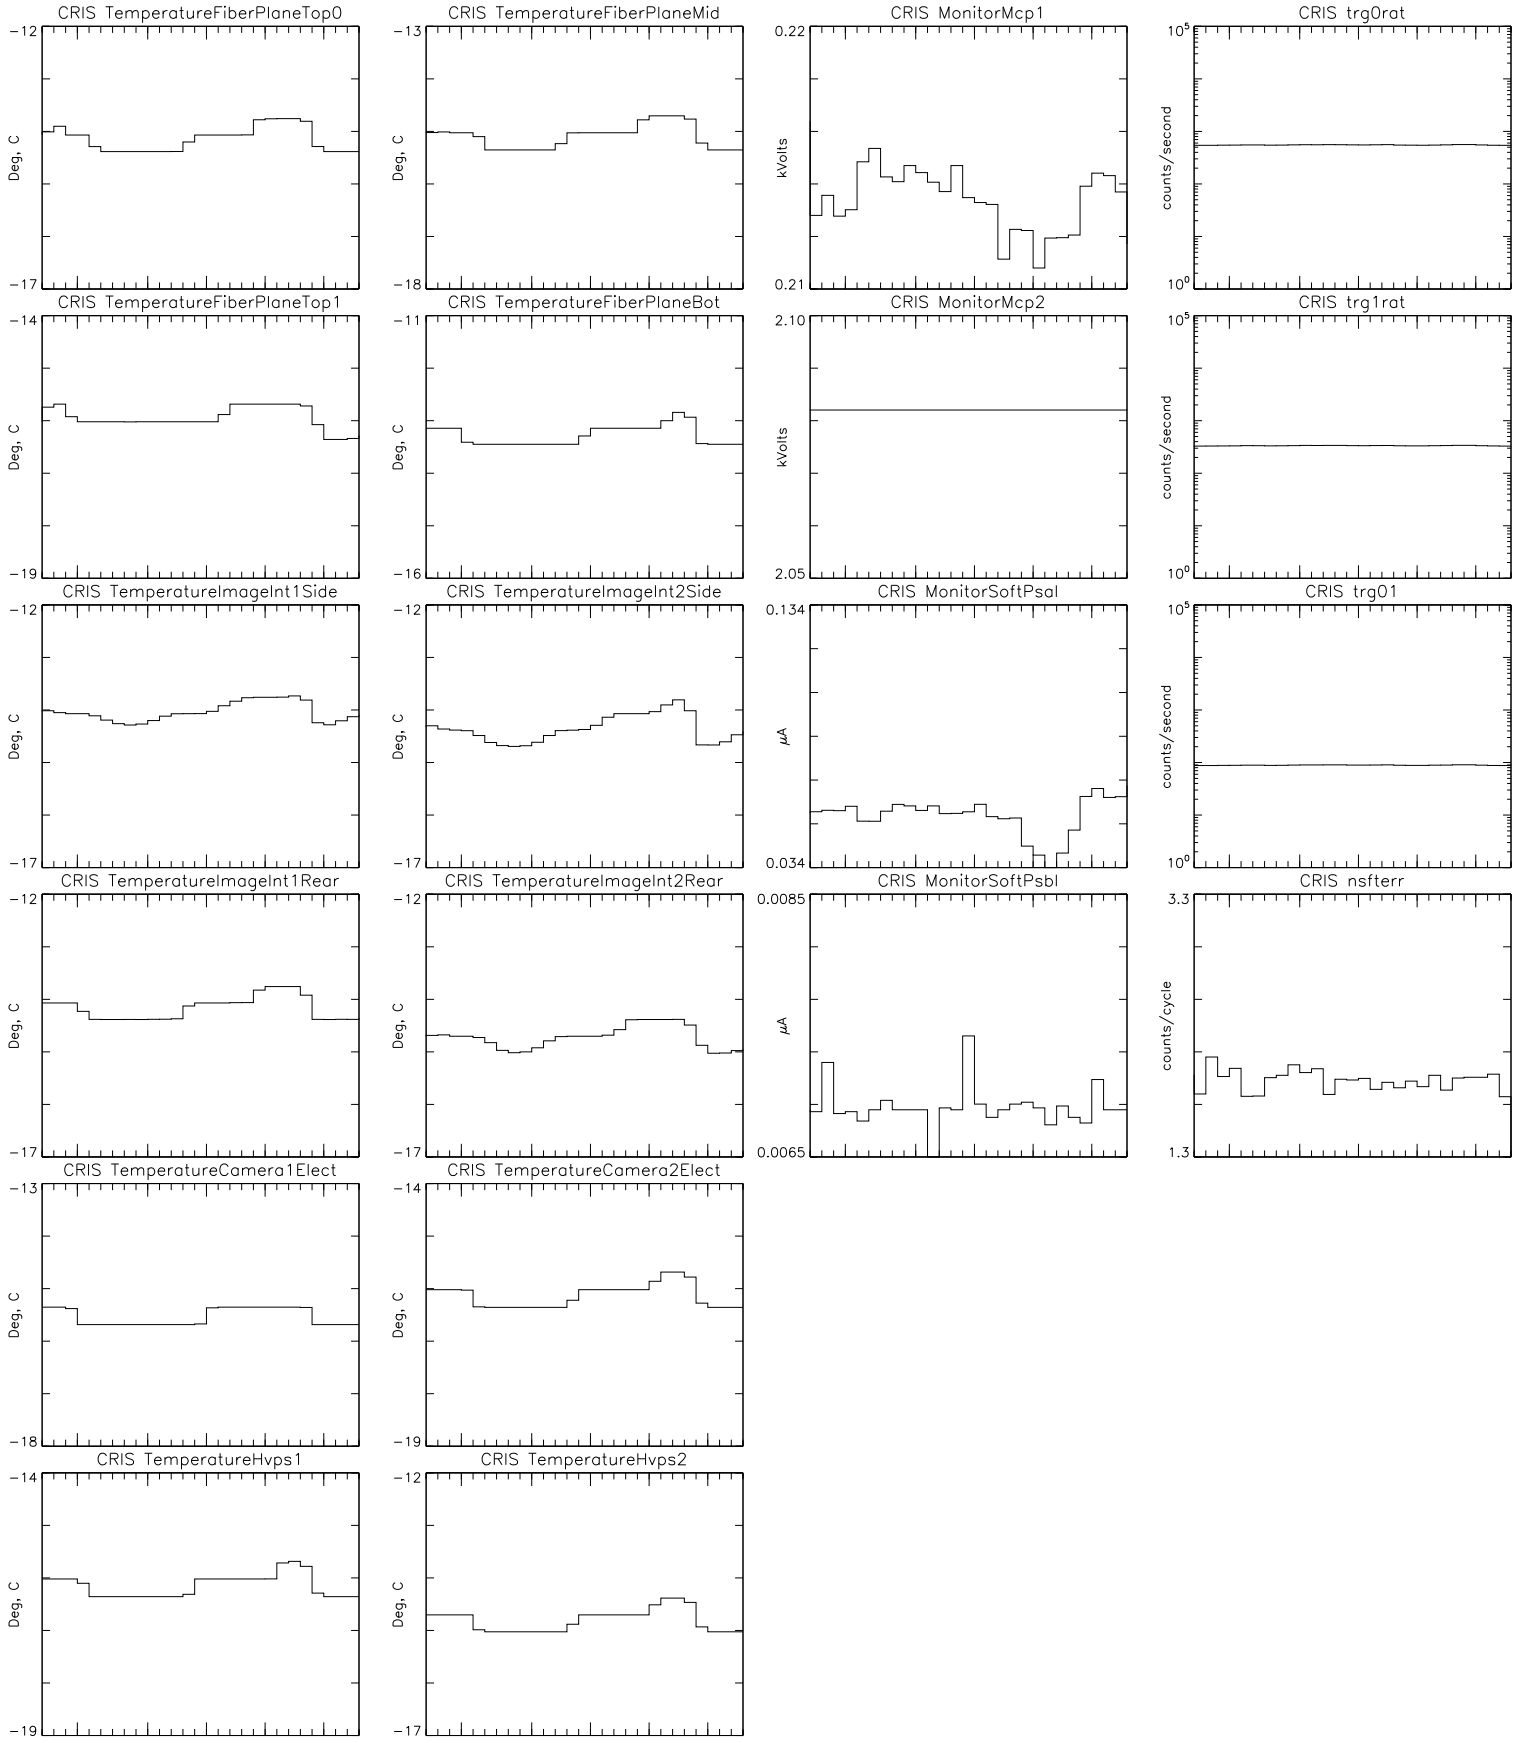 CRIS TemperatureFiberPlaneTop0
-12
Deg, C
-17
CRIS TemperatureFiberPlaneMid
-13
Deg, C
-18
CRIS MonitorMcp1
0.22
kVolts
0.21
CRIS trg0rat
10^5
counts/second
10^0
CRIS TemperatureFiberPlaneTop1
-14
Deg, C
-19
CRIS TemperatureFiberPlaneBot
-11
Deg, C
-16
CRIS MonitorMcp2
2.10
kVolts
2.05
CRIS trg1rat
10^5
counts/second
10^0
CRIS TemperatureImageInt1Side
-12
Deg, C
-17
CRIS TemperatureImageInt2Side
-12
Deg, C
-17
CRIS MonitorSoftPsaI
0.134
μA
0.034
CRIS trg01
10^5
counts/second
10^0
CRIS TemperatureImageInt1Rear
-12
Deg, C
-17
CRIS TemperatureImageInt2Rear
-12
Deg, C
-17
CRIS MonitorSoftPsbI
0.0085
μA
0.0065
CRIS nsfterr
3.3
counts/cycle
1.3
CRIS TemperatureCamera1Elect
-13
Deg, C
-18
CRIS TemperatureCamera2Elect
-14
Deg, C
-19
CRIS TemperatureHvps1
-14
Deg, C
-19
CRIS TemperatureHvps2
-12
Deg, C
-17